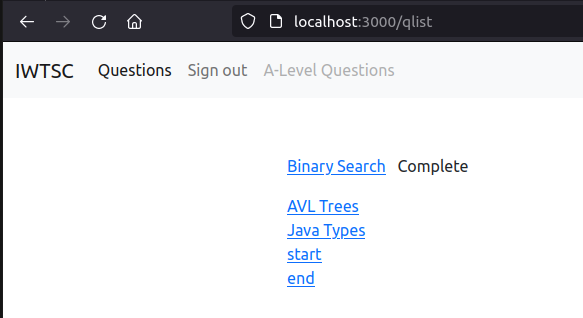 localhost:3000/qlist
IWTSC Questions Sign out A-Level Questions
Binary Search Complete
AVL Trees
Java Types
start
end